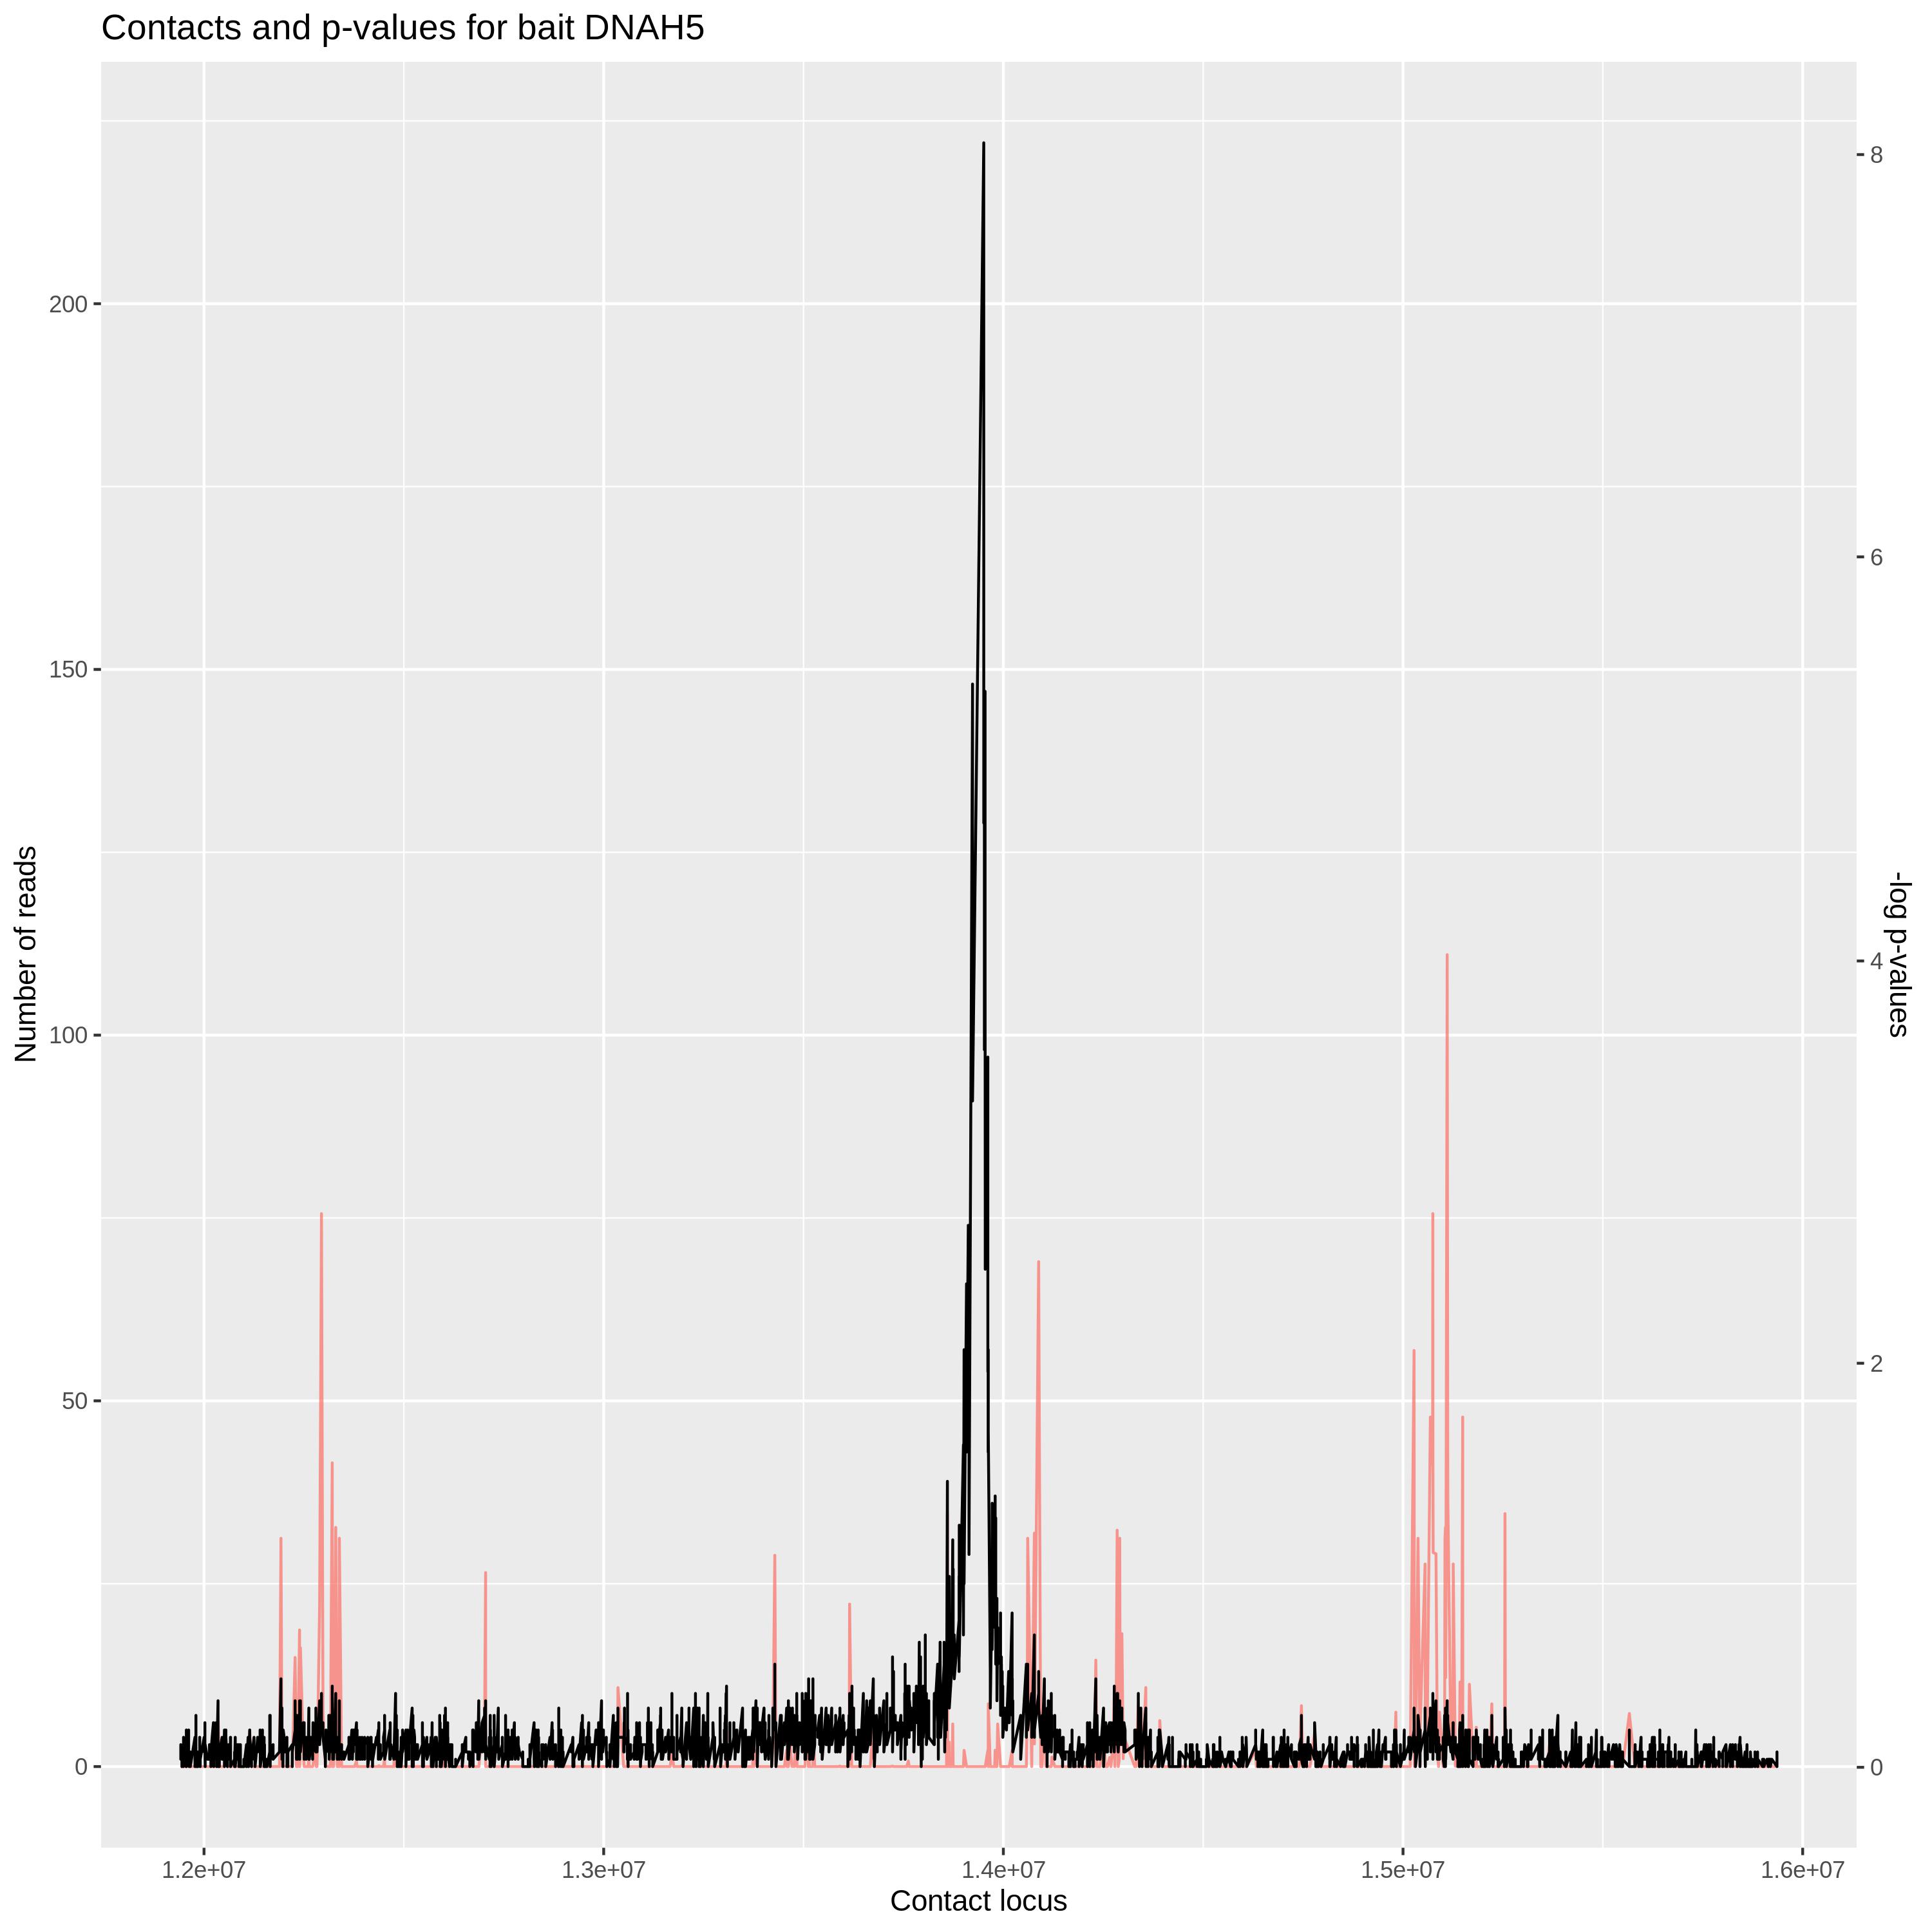 Contacts and p-values for bait DNAH5
Number of reads
200
150
100
50
0
8
6
4
2
0
-log p-values
1.2e+07
1.3e+07
1.4e+07
1.5e+07
1.6e+07
Contact locus